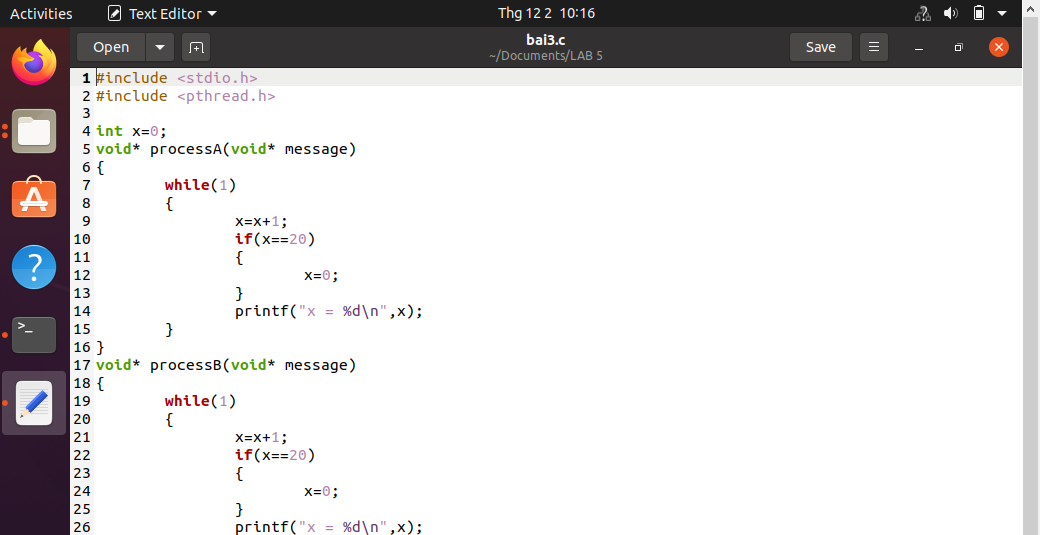 Activities Text Editor Thg 12 2 10:16
Open bai3.c Save
~/Documents/LAB 5
1 #include <stdio.h>
2 #include <pthread.h>
3
4 int x=0;
5 void* processA(void* message)
6 {
7 while(1)
8 {
9 x=x+1;
10 if(x==20)
11 {
12 x=0;
13 }
14 printf("x = %d\n",x);
15 }
16 }
17 void* processB(void* message)
18 {
19 while(1)
20 {
21 x=x+1;
22 if(x==20)
23 {
24 x=0;
25 }
26 printf("x = %d\n",x);